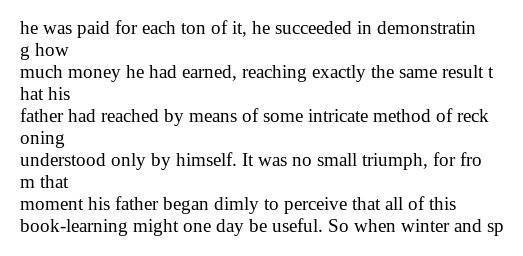 he was paid for each ton of it, he succeeded in demonstratin
g how
much money he had earned, reaching exactly the same result t
hat his
father had reached by means of some intricate method of reck
oning
understood only by himself. It was no small triumph, for fro
m that
moment his father began dimly to perceive that all of this
book-learning might one day be useful. So when winter and sp